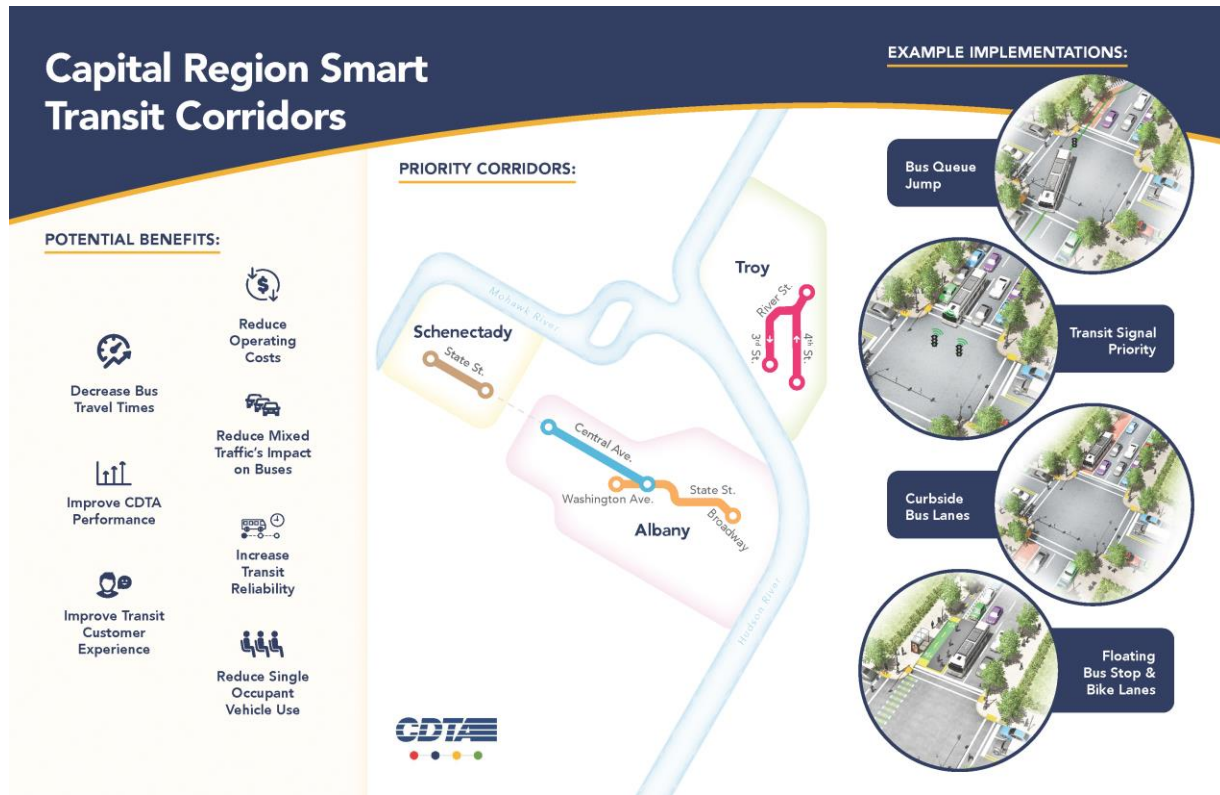 Capital Region Smart
Transit Corridors
POTENTIAL BENEFITS:
Decrease Bus
Travel Times
Improve CDTA
Performance
Improve Transit
Customer
Experience
$
Reduce
Operating
Costs
Reduce Mixed
Traffic's Impact
on Buses
Increase
Transit
Reliability
Reduce Single
Occupant
Vehicle Use
PRIORITY CORRIDORS:
Mohawk River
Schenectady
State St.
Troy
River St.
3rd St.
4th St.
Central Ave.
Washington Ave.
State St.
Broadway
Albany
Hudson River
CDTA
EXAMPLE IMPLEMENTATIONS:
Bus Queue
Jump
Transit Signal
Priority
Curbside
Bus Lanes
Floating
Bus Stop &
Bike Lanes